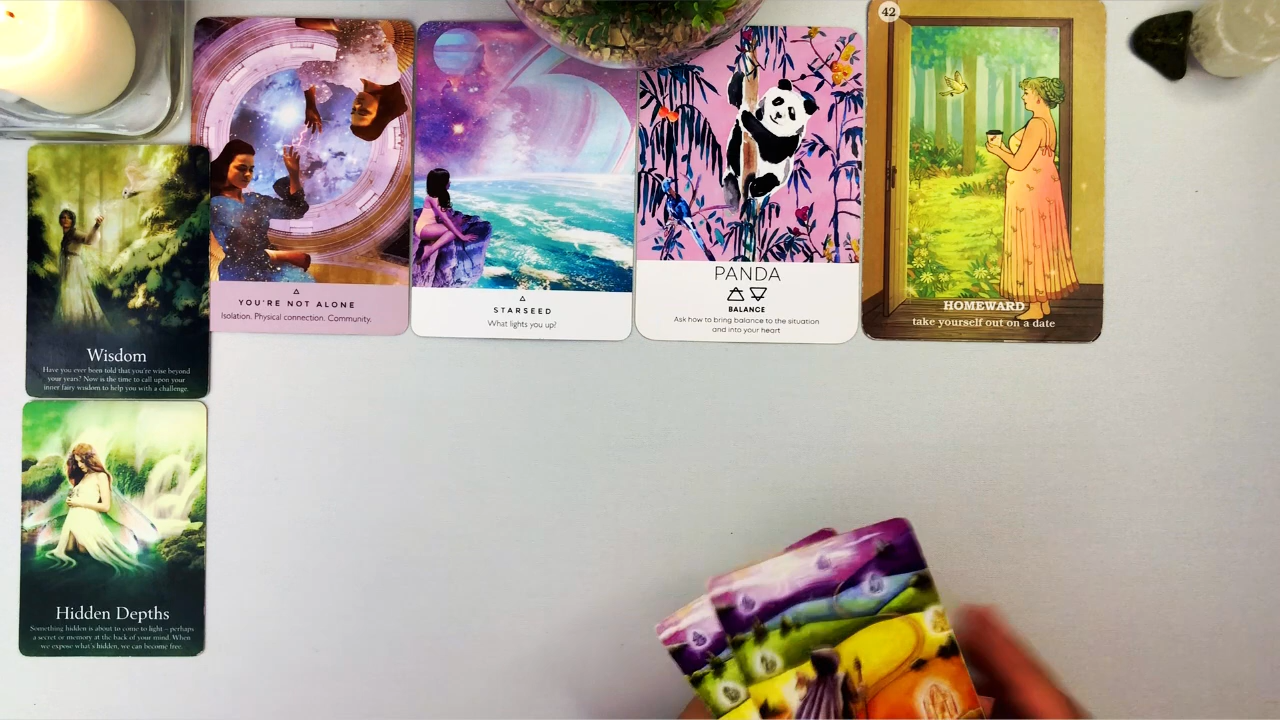 YOU'RE NOT ALONE
Isolation. Physical connection. Community.
STARSEED
What lights you up?
PANDA
BALANCE
Ask how to bring balance to the situation
and into your heart
42
HOMEWARD
take yourself out on a date
Wisdom
Have you ever been told that you're wise beyond
your years? Now is the time to call upon your
inner fairy wisdom to help you with a challenge.
Hidden Depths
Something hidden is about to come to light – perhaps
a secret or memory at the back of your mind. When
we expose what's hidden, we can become free.